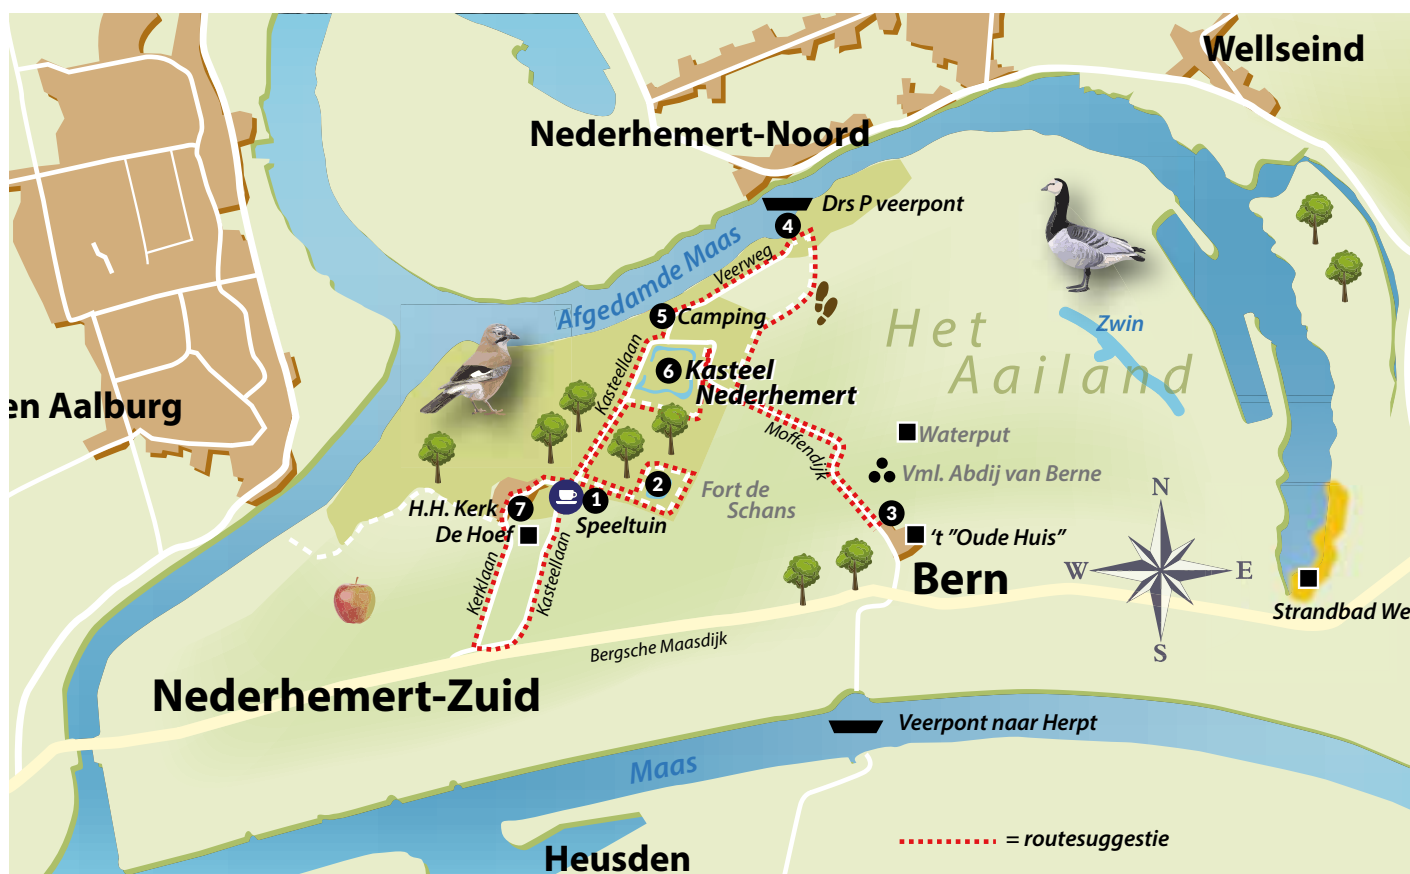 Wellseind
Nederhemert-Noord
Drs P veerpont
4
Afgedamde Maas
Veerweg
5 Camping
Het
Aailand
Zwin
Kasteellaan
6 Kasteel
Nederhemert
en Aalburg
Moffendijk
Waterput
Vml. Abdij van Berne
2
Fort de
Schans
N
W E
S
H.H. Kerk 7
1
Speeltuin
De Hoef
3
't "Oude Huis"
Bern
Kerklaan
Kasteellaan
Strandbad We
Bergsche Maasdijk
Nederhemert-Zuid
Veerpont naar Herpt
Maas
= routesuggestie
Heusden